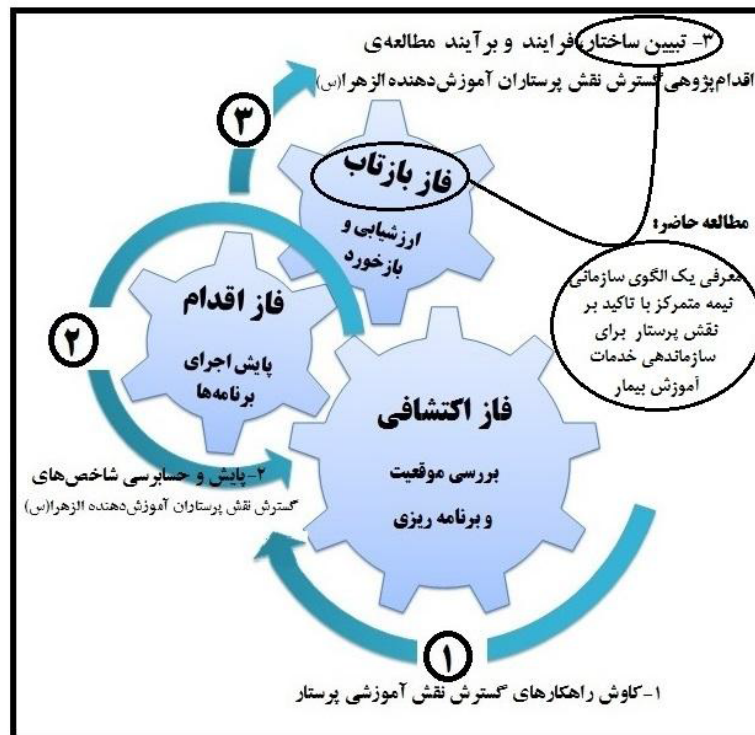 ۳- تبیین ساختار، فرایند و برآیند مطالعه‌ی
اقدام‌پژوهی گسترش نقش پرستاران آموزش‌دهنده الزهرا(س)
۳
فاز بازتاب
ارزشیابی و
بازخورد
مطالعه حاضر:
معرفی یک الگوی سازمانی
نیمه متمرکز با تاکید بر
نقش پرستار برای
سازماندهی خدمات
آموزش بیمار
فاز اقدام
پایش اجرای
برنامه‌ها
۲
۲-پایش و حسابرسی شاخص‌های
گسترش نقش پرستاران آموزش‌دهنده الزهرا(س)
فاز اکتشافی
بررسی موقعیت
و برنامه ریزی
۱
۱-کاوش راهکارهای گسترش نقش آموزشی پرستار